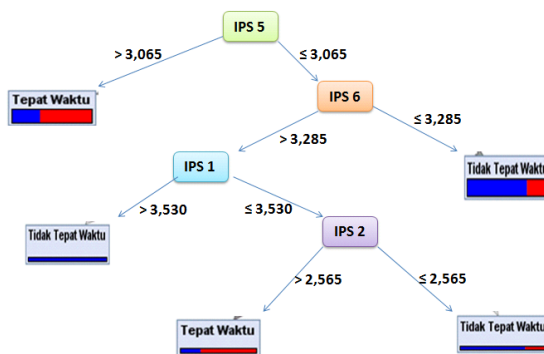 IPS 5
> 3,065
≤ 3,065
Tepat Waktu
IPS 6
> 3,285
≤ 3,285
IPS 1
Tidak Tepat Waktu
> 3,530
≤ 3,530
Tidak Tepat Waktu
IPS 2
> 2,565
≤ 2,565
Tepat Waktu
Tidak Tepat Waktu